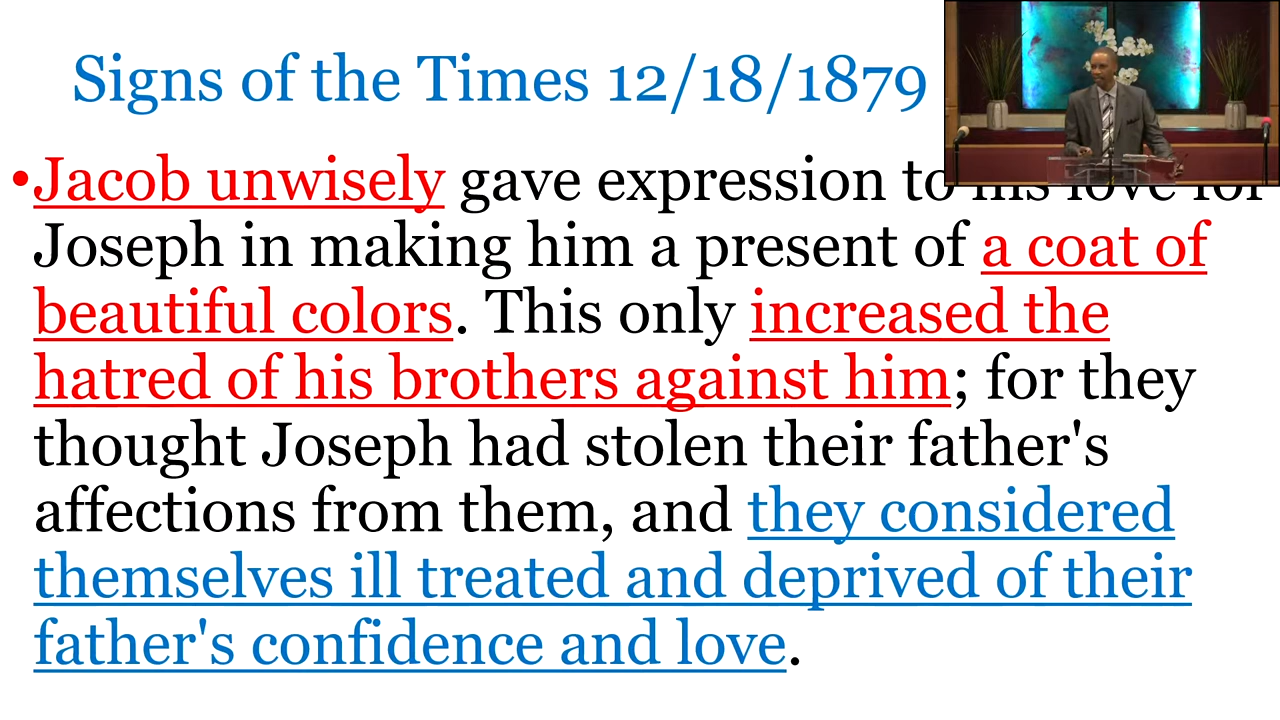 Signs of the Times 12/18/1879
•Jacob unwisely gave expression to his love for
Joseph in making him a present of a coat of
beautiful colors. This only increased the
hatred of his brothers against him; for they
thought Joseph had stolen their father's
affections from them, and they considered
themselves ill treated and deprived of their
father's confidence and love.